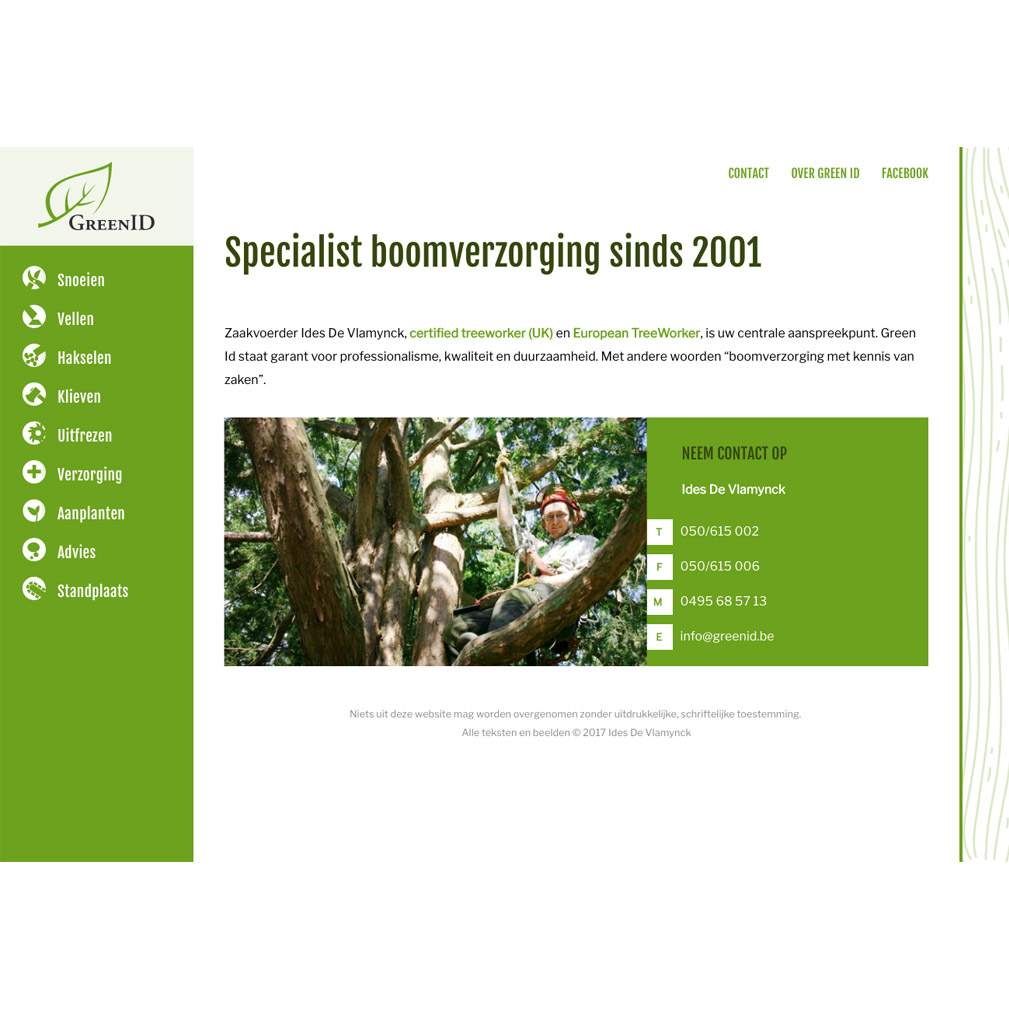 GREENID
CONTACT OVER GREEN ID FACEBOOK
Snoeien
Vellen
Hakselen
Klieven
Uitfrezen
Verzorging
Aanplanten
Advies
Standplaats
Specialist boomverzorging sinds 2001
Zaakvoerder Ides De Vlamynck, certified treeworker (UK) en European TreeWorker, is uw centrale aanspreekpunt. Green
Id staat garant voor professionalisme, kwaliteit en duurzaamheid. Met andere woorden “boomverzorging met kennis van
zaken”.
NEEM CONTACT OP
Ides De Vlamynck
T 050/615 002
F 050/615 006
M 0495 68 57 13
E info@greenid.be
Niets uit deze website mag worden overgenomen zonder uitdrukkelijke, schriftelijke toestemming.
Alle teksten en beelden © 2017 Ides De Vlamynck